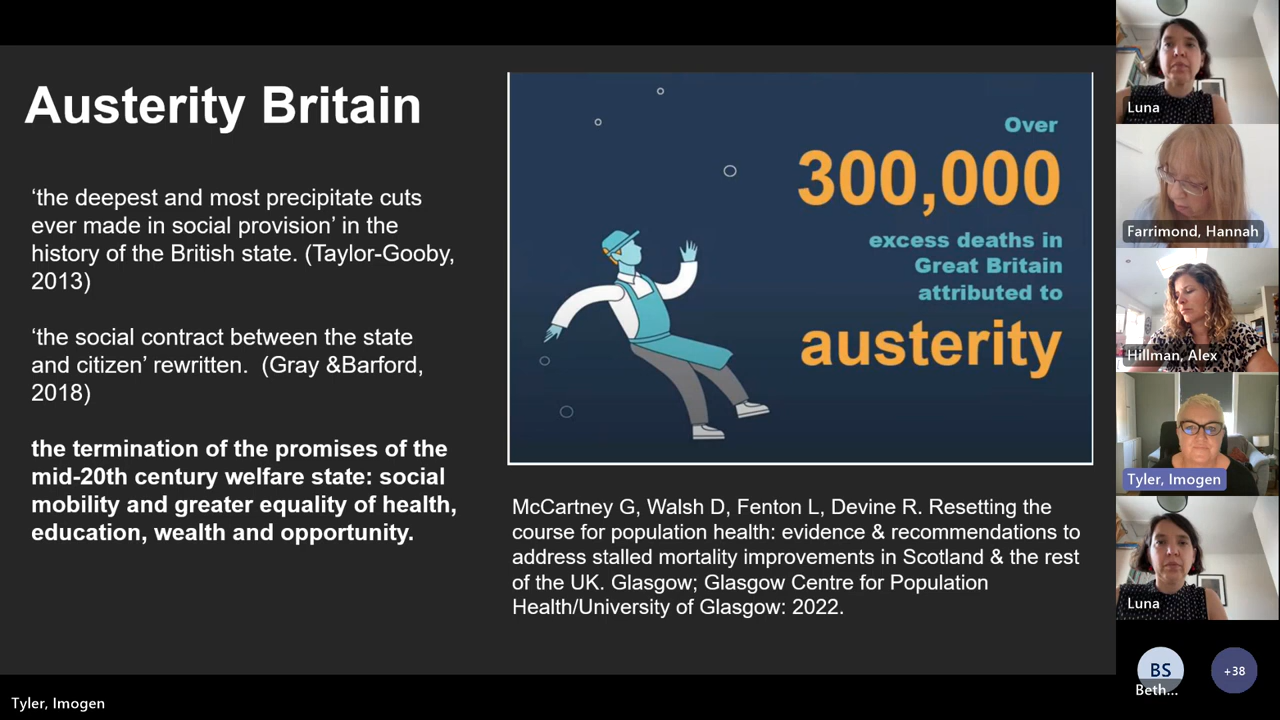 Austerity Britain
‘the deepest and most precipitate cuts
ever made in social provision’ in the
history of the British state. (Taylor-Gooby,
2013)
‘the social contract between the state
and citizen’ rewritten.  (Gray &Barford,
2018)
the termination of the promises of the
mid-20th century welfare state: social
mobility and greater equality of health,
education, wealth and opportunity.
Over
300,000
excess deaths in
Great Britain
attributed to
austerity
McCartney G, Walsh D, Fenton L, Devine R. Resetting the
course for population health: evidence & recommendations to
address stalled mortality improvements in Scotland & the rest
of the UK. Glasgow; Glasgow Centre for Population
Health/University of Glasgow: 2022.
Luna
Farrimond, Hannah
Hillman, Alex
Tyler, Imogen
Luna
BS
Beth...
+38
Tyler, Imogen